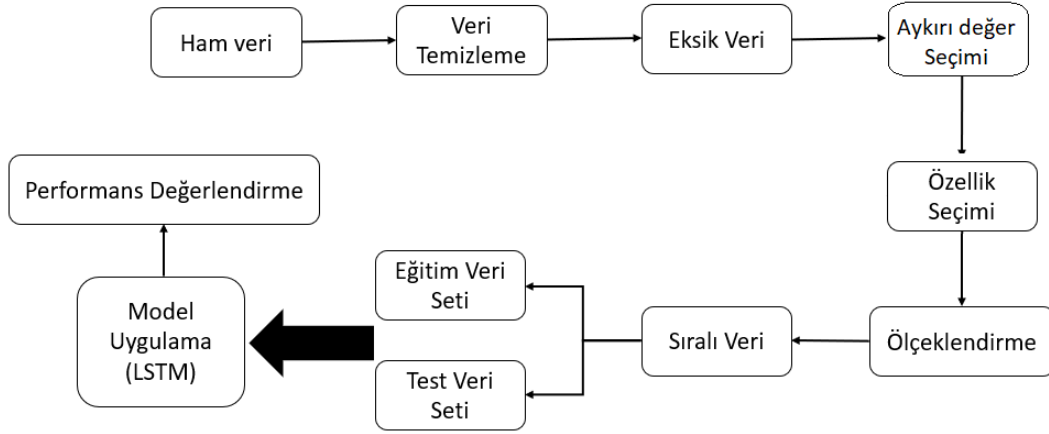 Ham veri
Veri
Temizleme
Eksik Veri
Aykırı değer
Seçimi
Özellik
Seçimi
Ölçeklendirme
Sıralı Veri
Eğitim Veri
Seti
Test Veri
Seti
Model
Uygulama
(LSTM)
Performans Değerlendirme